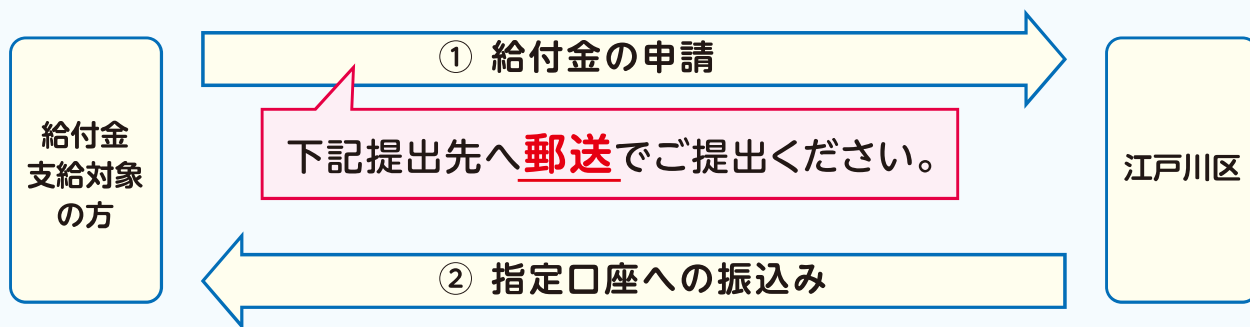 ① 給付金の申請
給付金
支給対象
の方
下記提出先へ郵送でご提出ください。
江戸川区
② 指定口座への振込み